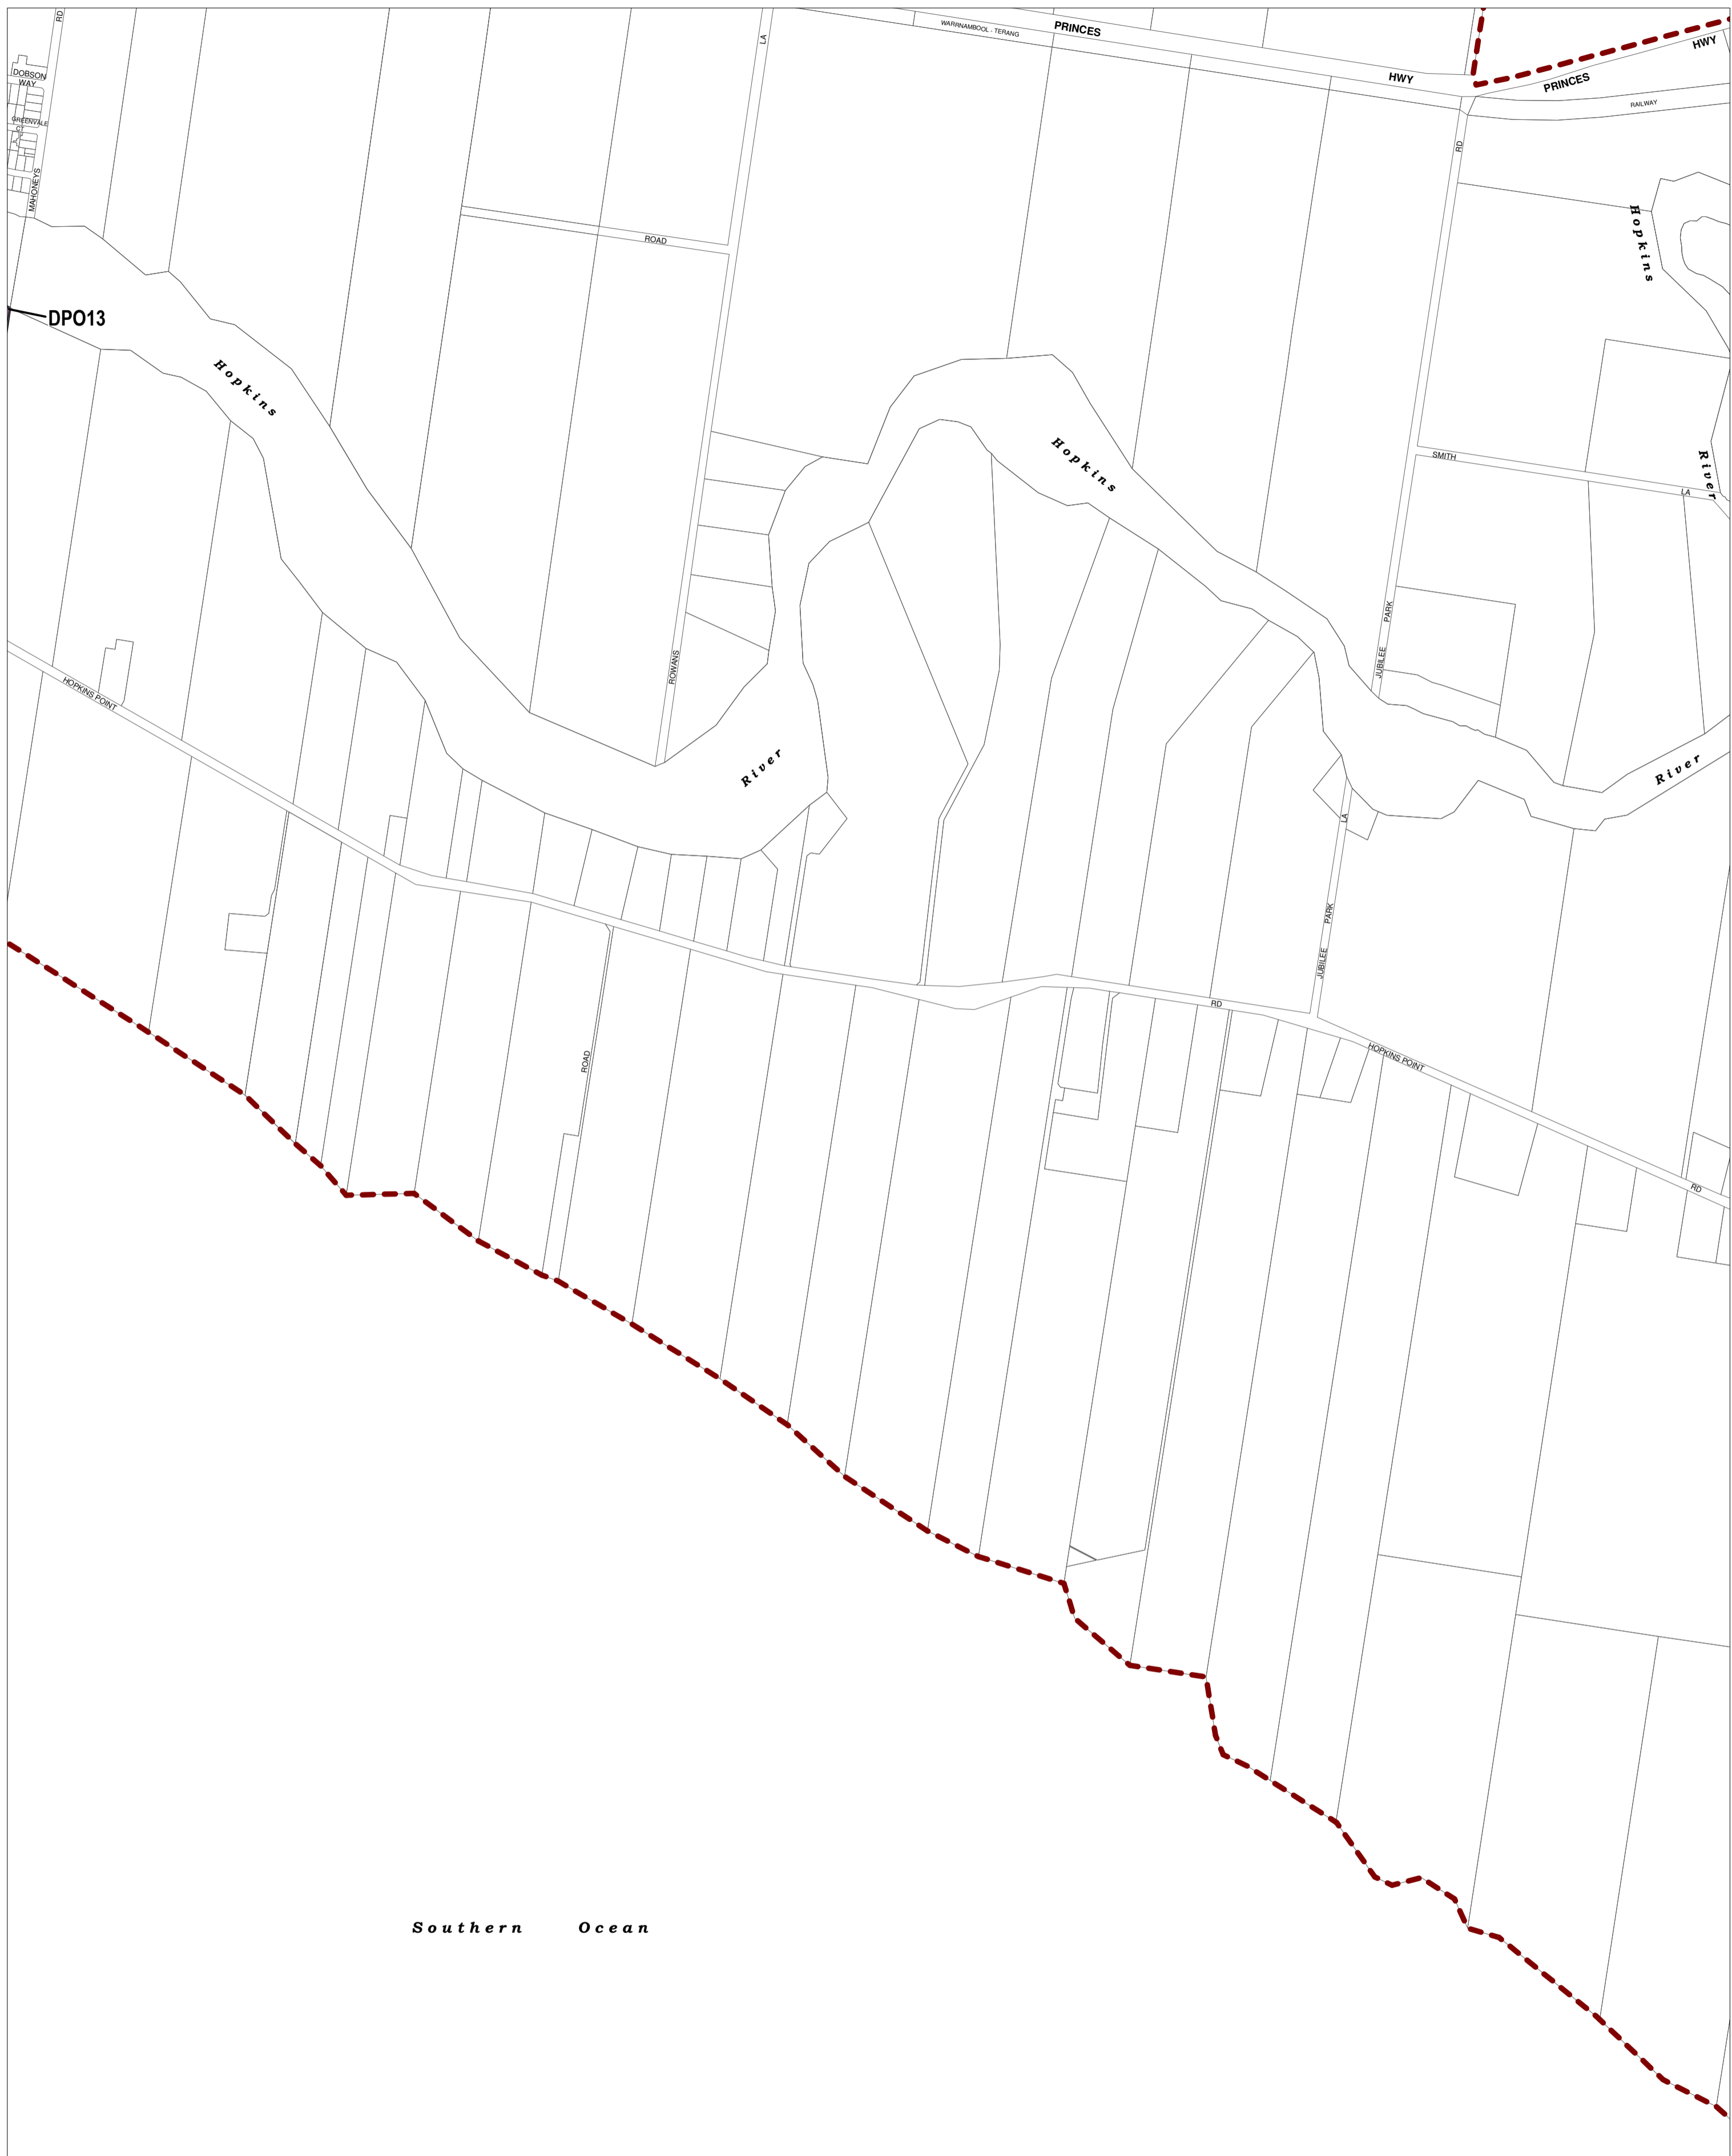 RD
LA
WARRNAMBOOL - TERANG
PRINCES
HWY
PRINCES
HWY
RAILWAY
DOBSON
WAY
GREENVALE
CT
MAHONEYS
RD
ROAD
Hopkins
DPO13
Hopkins
Hopkins
SMITH
LA
River
JUBILEE PARK
ROWANS
HOPKINS POINT
River
River
LA
JUBILEE PARK
RD
HOPKINS POINT
ROAD
RD
Southern Ocean